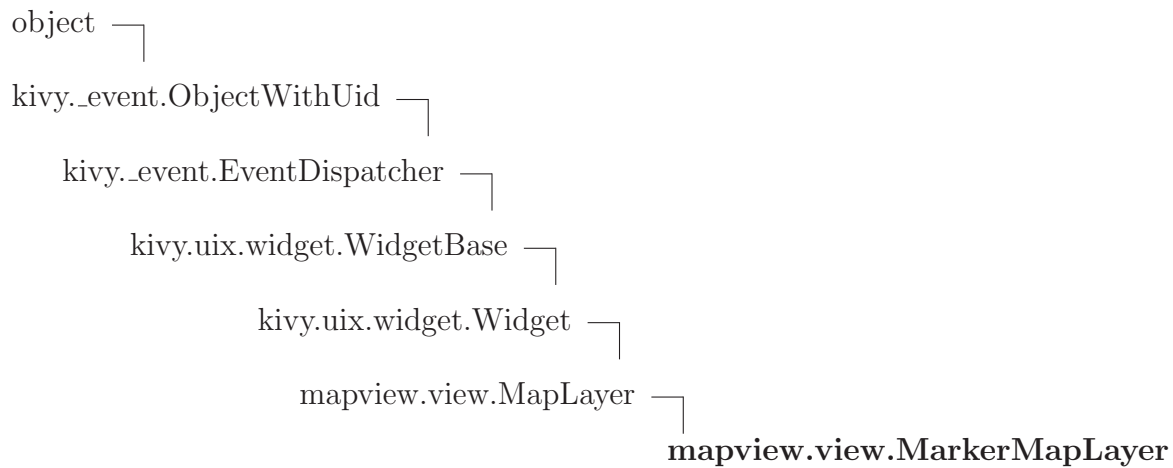 object
kivy._event.ObjectWithUid
kivy._event.EventDispatcher
kivy.uix.widget.WidgetBase
kivy.uix.widget.Widget
mapview.view.MapLayer
mapview.view.MarkerMapLayer